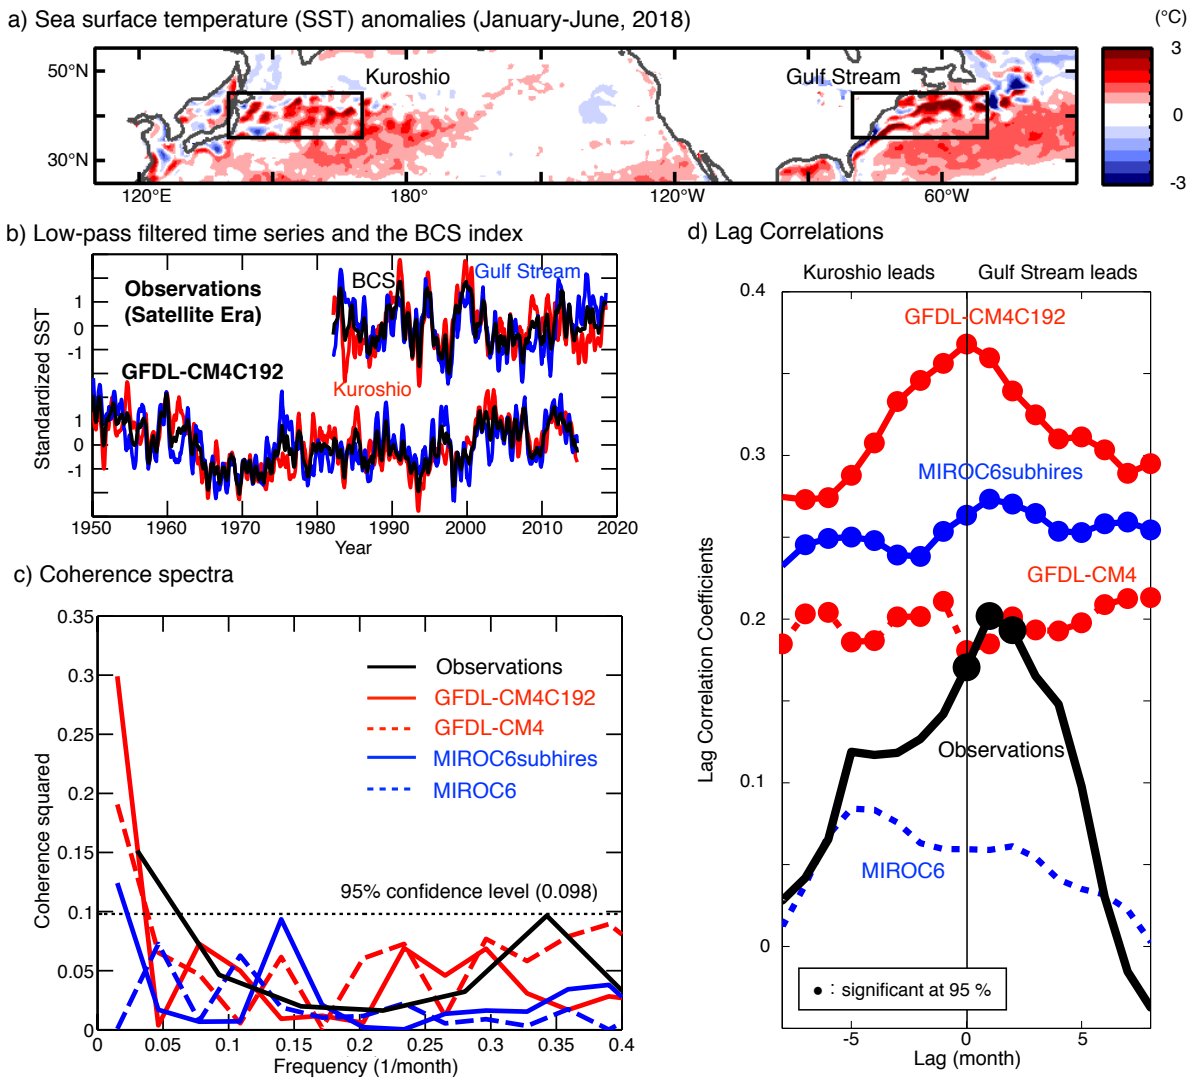 a) Sea surface temperature (SST) anomalies (January-June, 2018)
(°C)
50°N
30°N
Kuroshio
Gulf Stream
3
0
-3
120°E
180°
120°W
60°W
b) Low-pass filtered time series and the BCS index
Standardized SST
1
0
-1
1
0
-1
Observations
(Satellite Era)
BCS
Gulf Stream
GFDL-CM4C192
Kuroshio
1950
1960
1970
1980
1990
2000
2010
2020
Year
c) Coherence spectra
Coherence squared
0.35
0.3
0.25
0.2
0.15
0.1
0.05
0
Observations
GFDL-CM4C192
GFDL-CM4
MIROC6subhires
MIROC6
95% confidence level (0.098)
0
0.05
0.1
0.15
0.2
0.25
0.3
0.35
0.4
Frequency (1/month)
d) Lag Correlations
Kuroshio leads
Gulf Stream leads
Lag Correlation Coefficients
0.4
0.3
0.2
0.1
0
GFDL-CM4C192
MIROC6subhires
GFDL-CM4
Observations
MIROC6
● : significant at 95 %
-5
0
5
Lag (month)